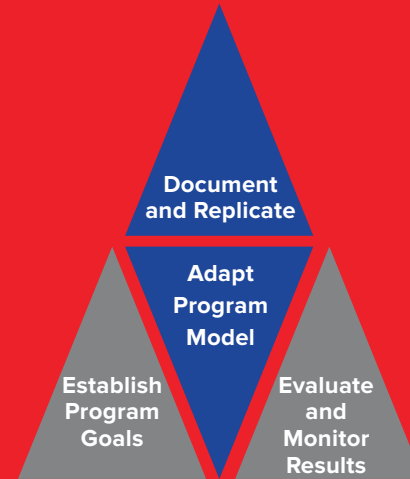 Document
and Replicate
Adapt
Program
Model
Establish
Program
Goals
Evaluate
and
Monitor
Results